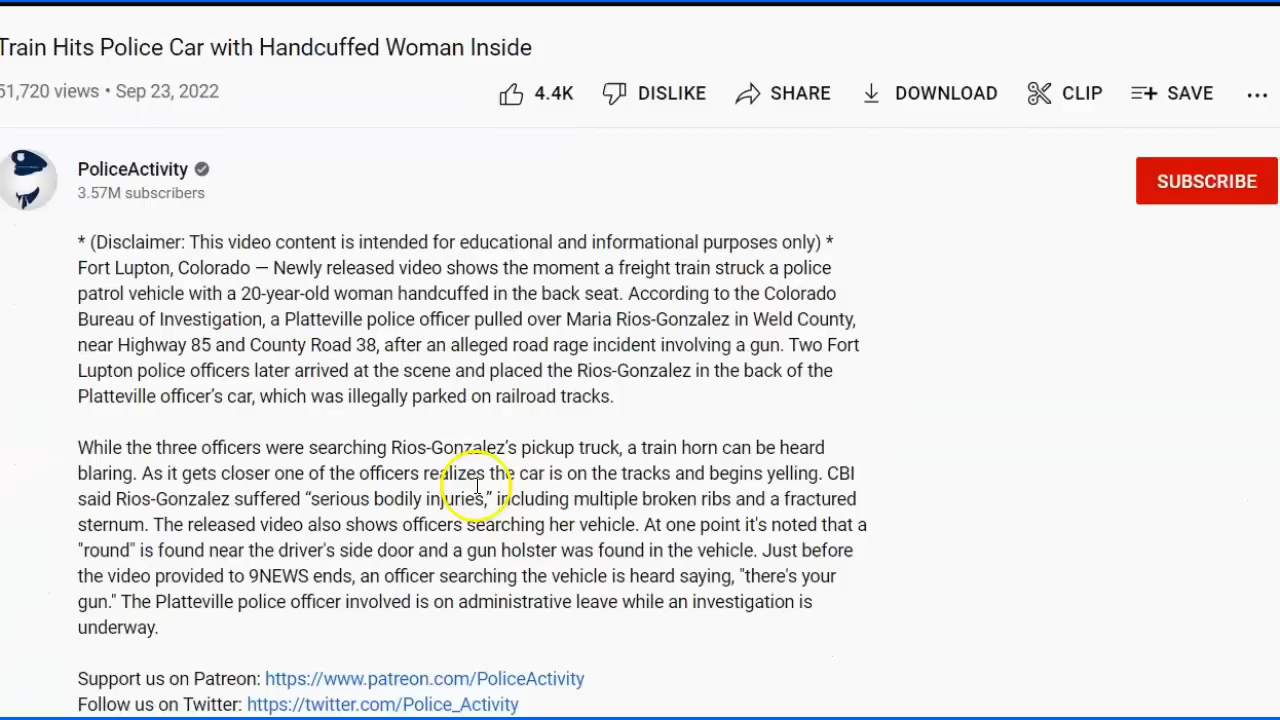 Train Hits Police Car with Handcuffed Woman Inside
51,720 views • Sep 23, 2022
4.4K DISLIKE SHARE DOWNLOAD CLIP SAVE ...
PoliceActivity
3.57M subscribers
SUBSCRIBE
* (Disclaimer: This video content is intended for educational and informational purposes only) *
Fort Lupton, Colorado — Newly released video shows the moment a freight train struck a police
patrol vehicle with a 20-year-old woman handcuffed in the back seat. According to the Colorado
Bureau of Investigation, a Platteville police officer pulled over Maria Rios-Gonzalez in Weld County,
near Highway 85 and County Road 38, after an alleged road rage incident involving a gun. Two Fort
Lupton police officers later arrived at the scene and placed the Rios-Gonzalez in the back of the
Platteville officer’s car, which was illegally parked on railroad tracks.
While the three officers were searching Rios-Gonzalez’s pickup truck, a train horn can be heard
blaring. As it gets closer one of the officers realizes the car is on the tracks and begins yelling. CBI
said Rios-Gonzalez suffered “serious bodily injuries,” including multiple broken ribs and a fractured
sternum. The released video also shows officers searching her vehicle. At one point it's noted that a
"round" is found near the driver's side door and a gun holster was found in the vehicle. Just before
the video provided to 9NEWS ends, an officer searching the vehicle is heard saying, "there's your
gun." The Platteville police officer involved is on administrative leave while an investigation is
underway.
Support us on Patreon: https://www.patreon.com/PoliceActivity
Follow us on Twitter: https://twitter.com/Police_Activity